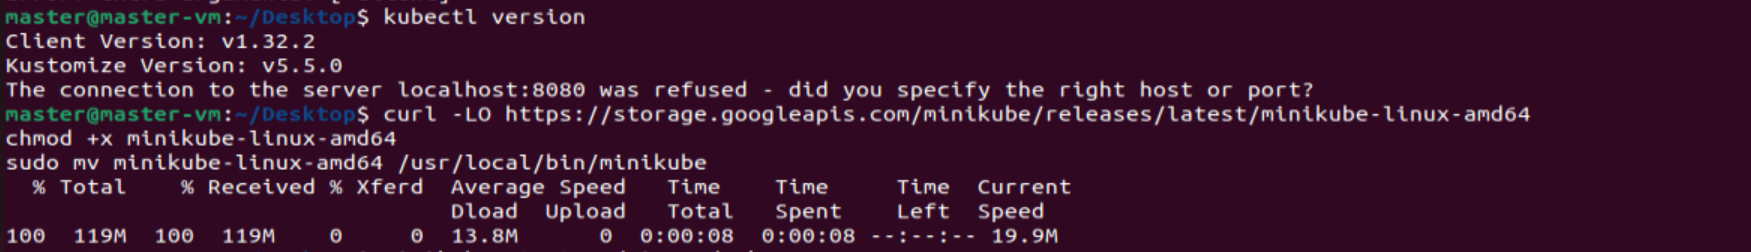 master@master-vm:~/Desktop$ kubectl version
Client Version: v1.32.2
Kustomize Version: v5.5.0
The connection to the server localhost:8080 was refused - did you specify the right host or port?
master@master-vm:~/Desktop$ curl -LO https://storage.googleapis.com/minikube/releases/latest/minikube-linux-amd64
chmod +x minikube-linux-amd64
sudo mv minikube-linux-amd64 /usr/local/bin/minikube
% Total % Received % Xferd Average Speed Time Time Time Current
Dload Upload Total Spent Left Speed
100 119M 100 119M 0 0 13.8M 0 0:00:08 0:00:08 --:--:-- 19.9M